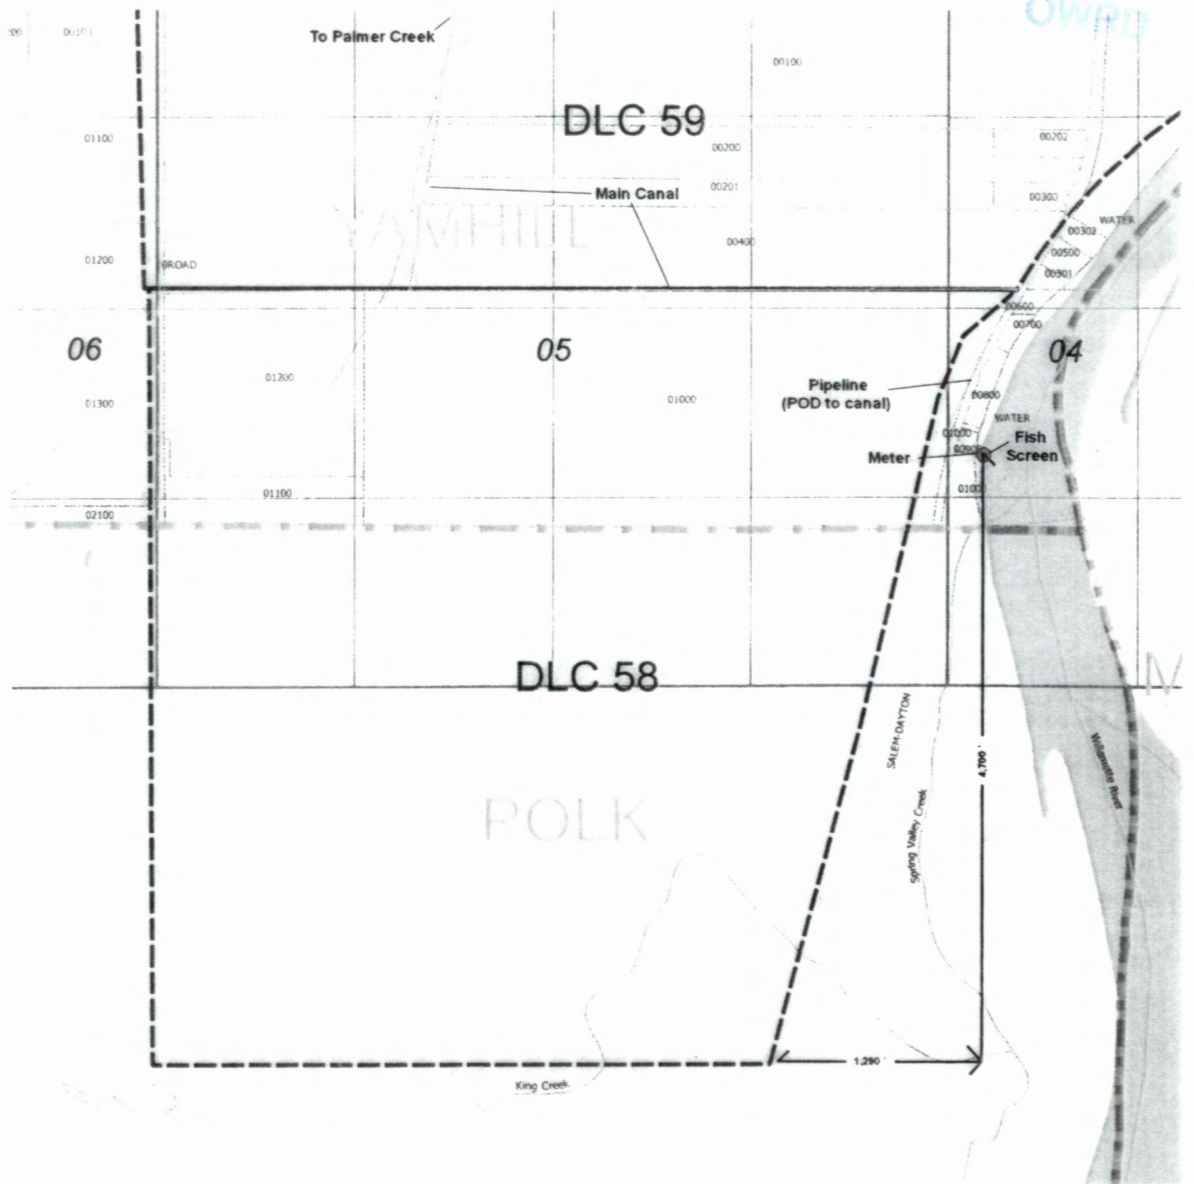 OWRD
To Palmer Creek
00100
DLC 59
01100
00202
00200
00201
Main Canal
00300
WATER
YAMHILL
00302
00400
00500
01200
BROAD
00301
00600
00700
06
05
04
01200
Pipeline
(POD to canal)
00800
01300
01000
WATER
01000
Fish
Screen
Meter
01100
02100
DLC 58
SALEM-DAYTON
Willamette River
4,700 '
POLK
Spring Valley Creek
1,290 '
King Creek